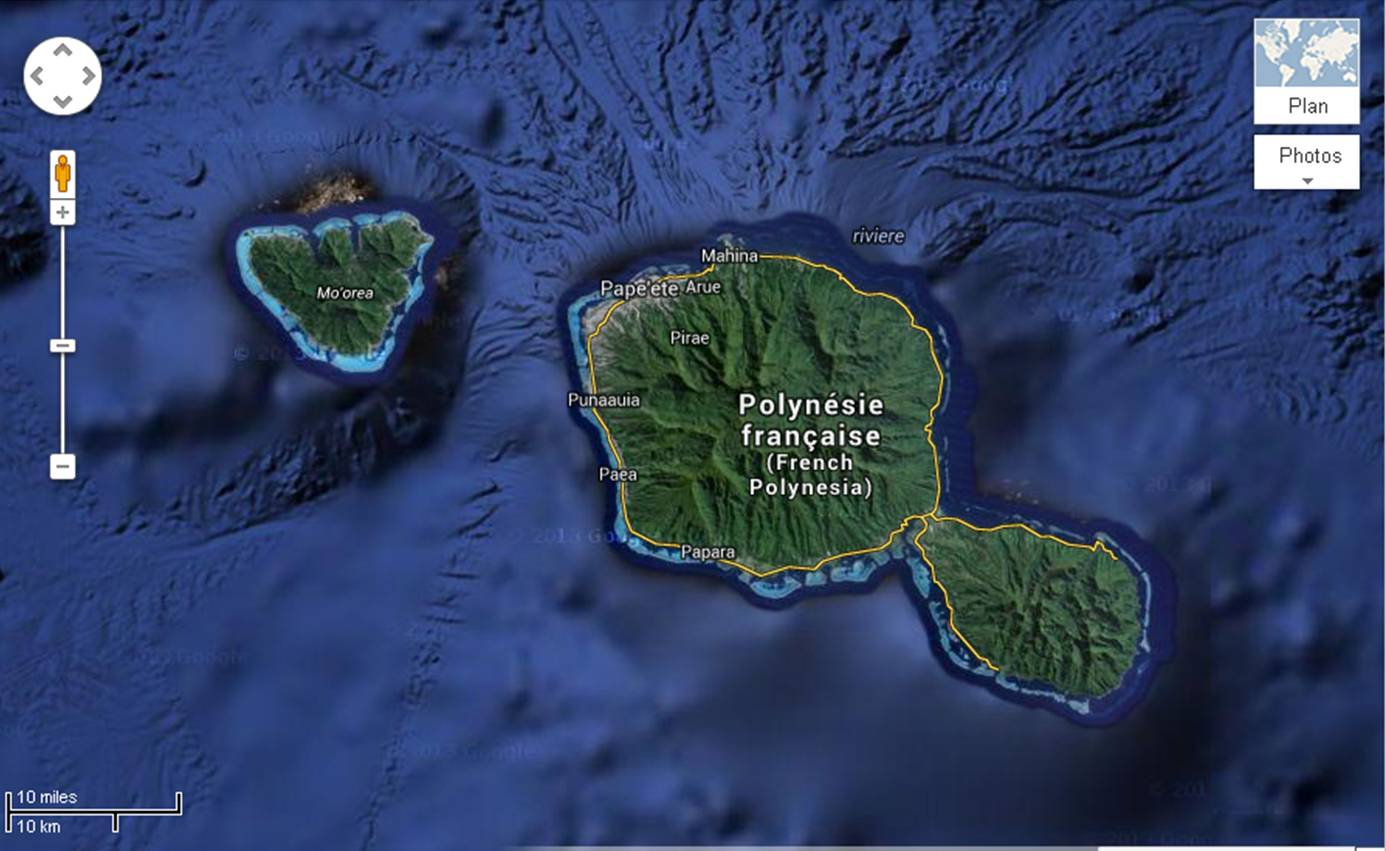 Plan
Photos
riviere
Mahina
Pape'ete Arue
Mo'orea
Pirae
Punaauia
Polynésie
française
(French
Polynesia)
Paea
Papara
10 miles
10 km